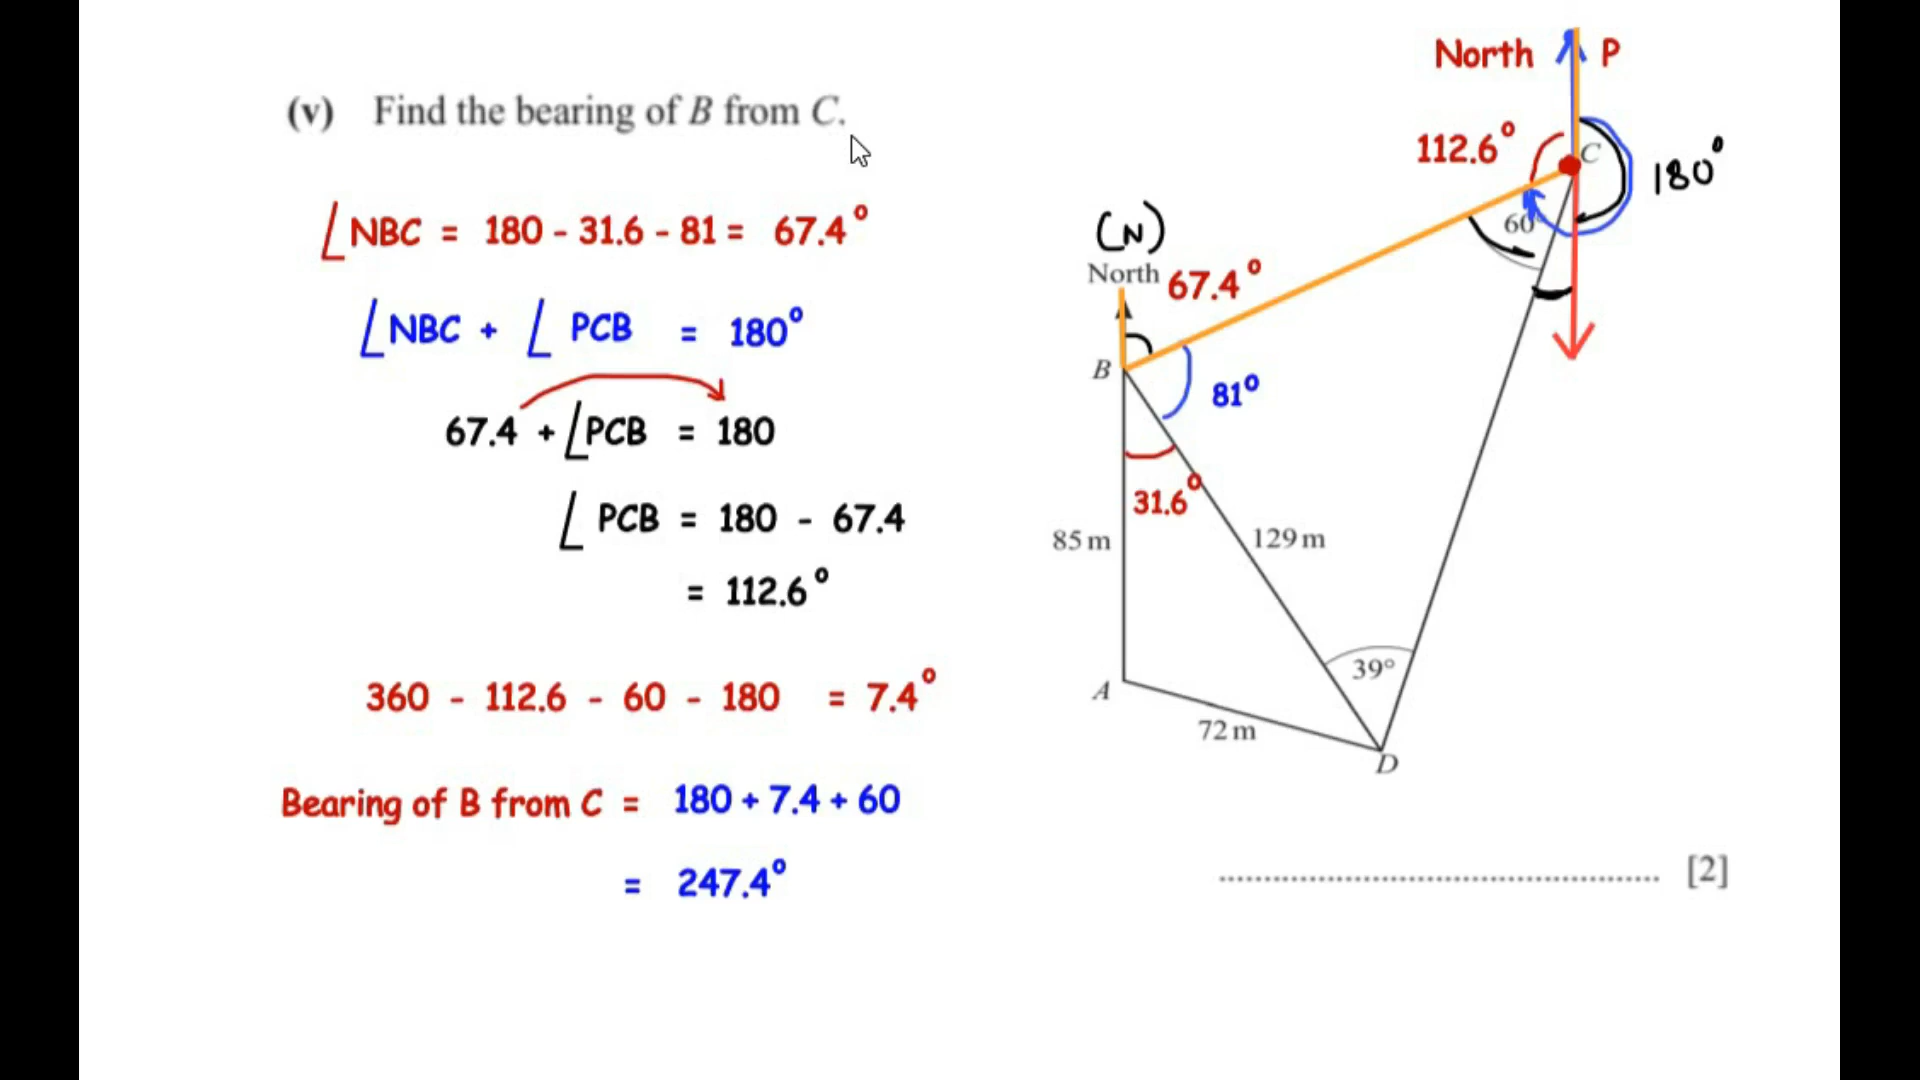 (v) Find the bearing of B from C.
∠NBC = 180 - 31.6 - 81 = 67.4°
∠NBC + ∠PCB = 180°
67.4 + ∠PCB = 180
∠PCB = 180 - 67.4
= 112.6°
360 - 112.6 - 60 - 180 = 7.4°
Bearing of B from C = 180 + 7.4 + 60
= 247.4°
North P
112.6°
C
180°
60
(N)
North
67.4°
B
81°
31.6°
85 m
129 m
39°
A
72 m
D
[2]